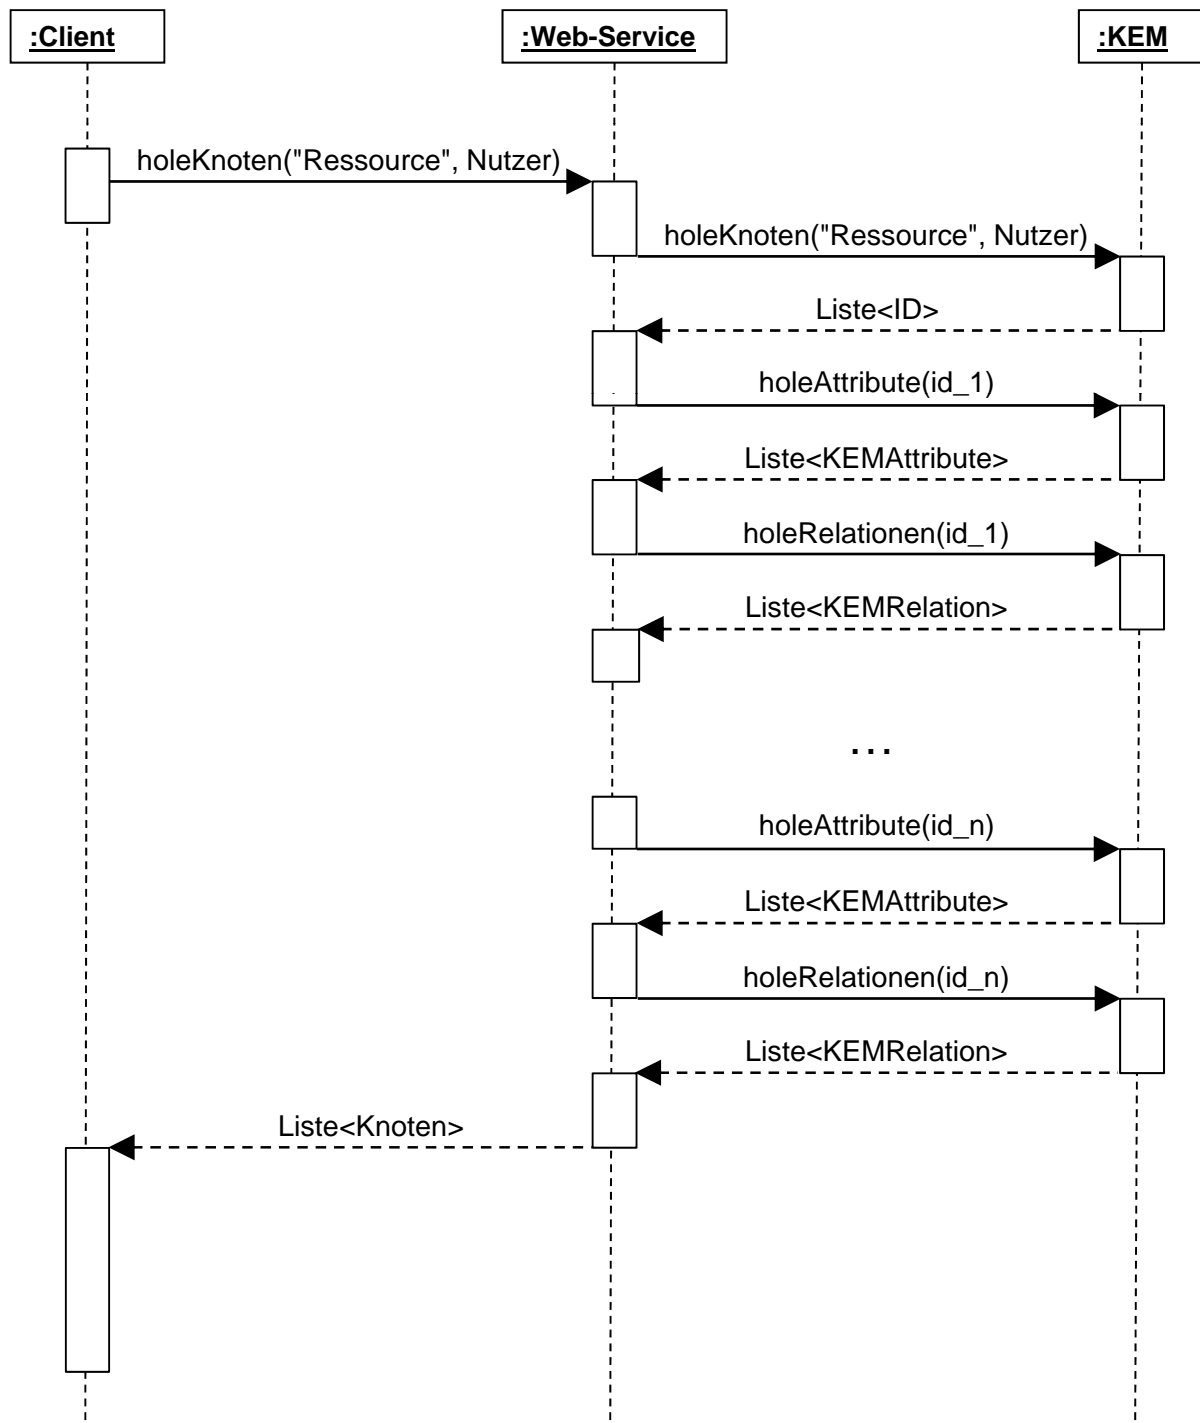 :Client
:Web-Service
:KEM
holeKnoten("Ressource", Nutzer)
holeKnoten("Ressource", Nutzer)
Liste<ID>
holeAttribute(id_1)
Liste<KEMAttribute>
holeRelationen(id_1)
Liste<KEMRelation>
...
holeAttribute(id_n)
Liste<KEMAttribute>
holeRelationen(id_n)
Liste<KEMRelation>
Liste<Knoten>